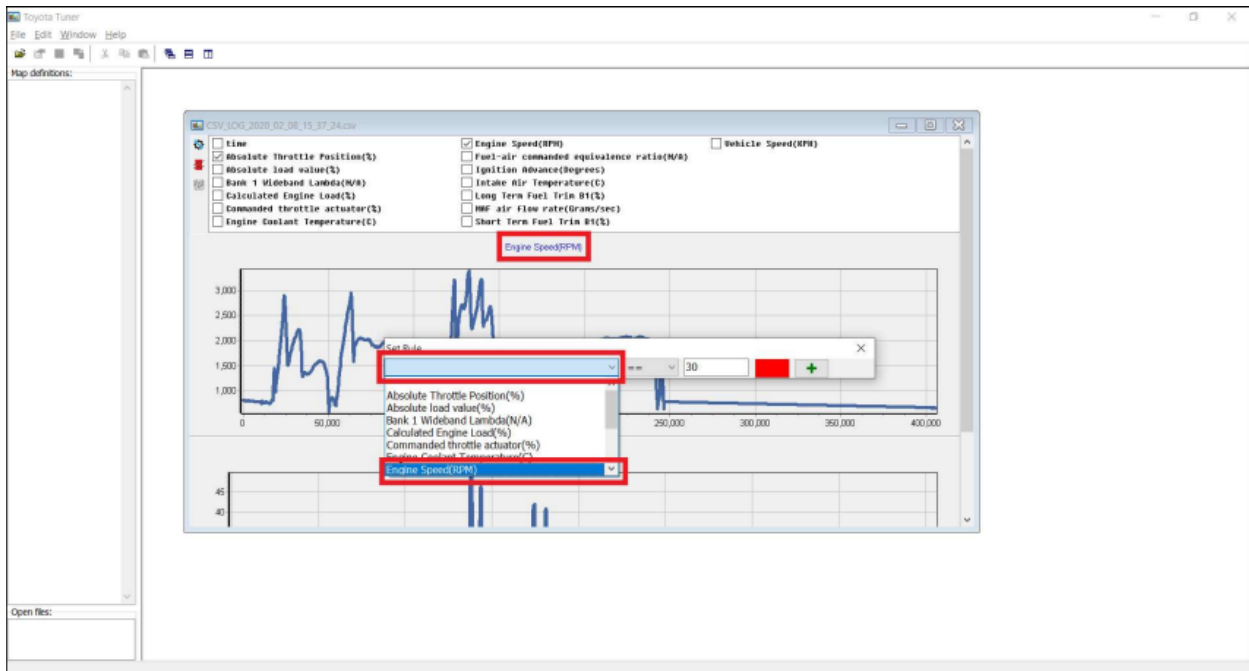 Toyota Tuner
File Edit Window Help
Map definitions:
CSV_LOG_2020_02_08_15_37_24.csv
time
Absolute Throttle Position(%)
Absolute load value(%)
Bank 1 Wideband Lambda(N/A)
Calculated Engine Load(%)
Commanded throttle actuator(%)
Engine Coolant Temperature(C)
Engine Speed(RPM)
Fuel-air commanded equivalence ratio(N/A)
Ignition Advance(Degrees)
Intake Air Temperature(C)
Long Term Fuel Trim B1(%)
MAF air flow rate(Grams/sec)
Short Term Fuel Trim B1(%)
Vehicle Speed(KPH)
Engine Speed(RPM)
3,000
2,500
2,000
1,500
1,000
0 50,000 250,000 300,000 350,000 400,000
Set Rule
== 30
Absolute Throttle Position(%)
Absolute load value(%)
Bank 1 Wideband Lambda(N/A)
Calculated Engine Load(%)
Commanded throttle actuator(%)
Engine Coolant Temperature(C)
Engine Speed(RPM)
45
40
Open files: